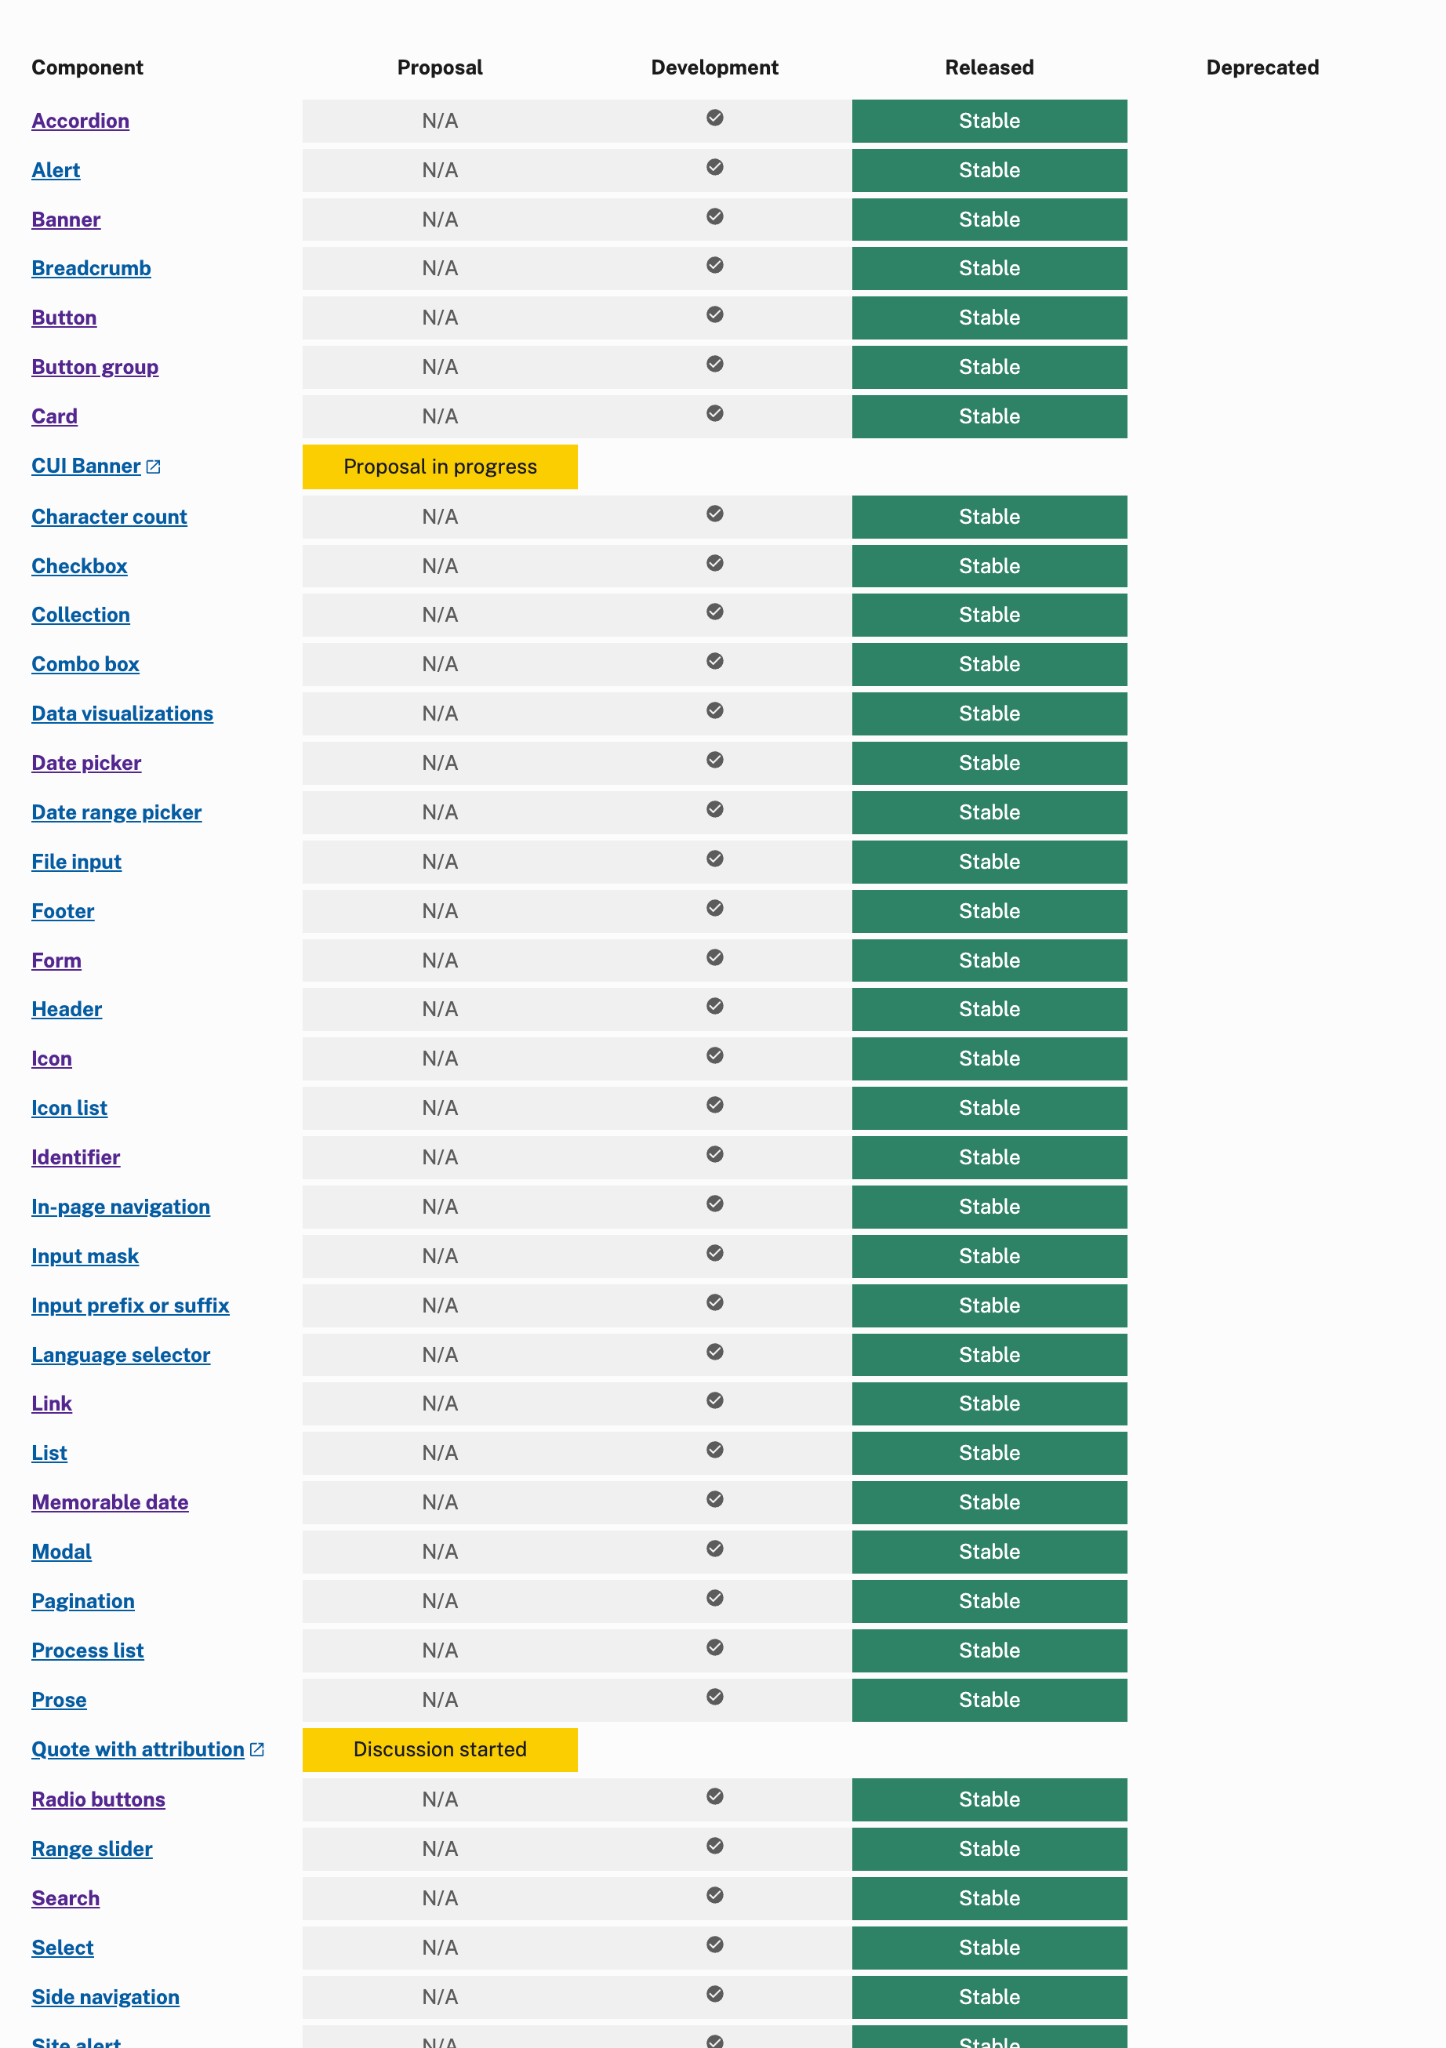 Component Proposal Development Released Deprecated
Accordion N/A Stable
Alert N/A Stable
Banner N/A Stable
Breadcrumb N/A Stable
Button N/A Stable
Button group N/A Stable
Card N/A Stable
CUI Banner Proposal in progress
Character count N/A Stable
Checkbox N/A Stable
Collection N/A Stable
Combo box N/A Stable
Data visualizations N/A Stable
Date picker N/A Stable
Date range picker N/A Stable
File input N/A Stable
Footer N/A Stable
Form N/A Stable
Header N/A Stable
Icon N/A Stable
Icon list N/A Stable
Identifier N/A Stable
In-page navigation N/A Stable
Input mask N/A Stable
Input prefix or suffix N/A Stable
Language selector N/A Stable
Link N/A Stable
List N/A Stable
Memorable date N/A Stable
Modal N/A Stable
Pagination N/A Stable
Process list N/A Stable
Prose N/A Stable
Quote with attribution Discussion started
Radio buttons N/A Stable
Range slider N/A Stable
Search N/A Stable
Select N/A Stable
Side navigation N/A Stable
Site alert N/A Stable